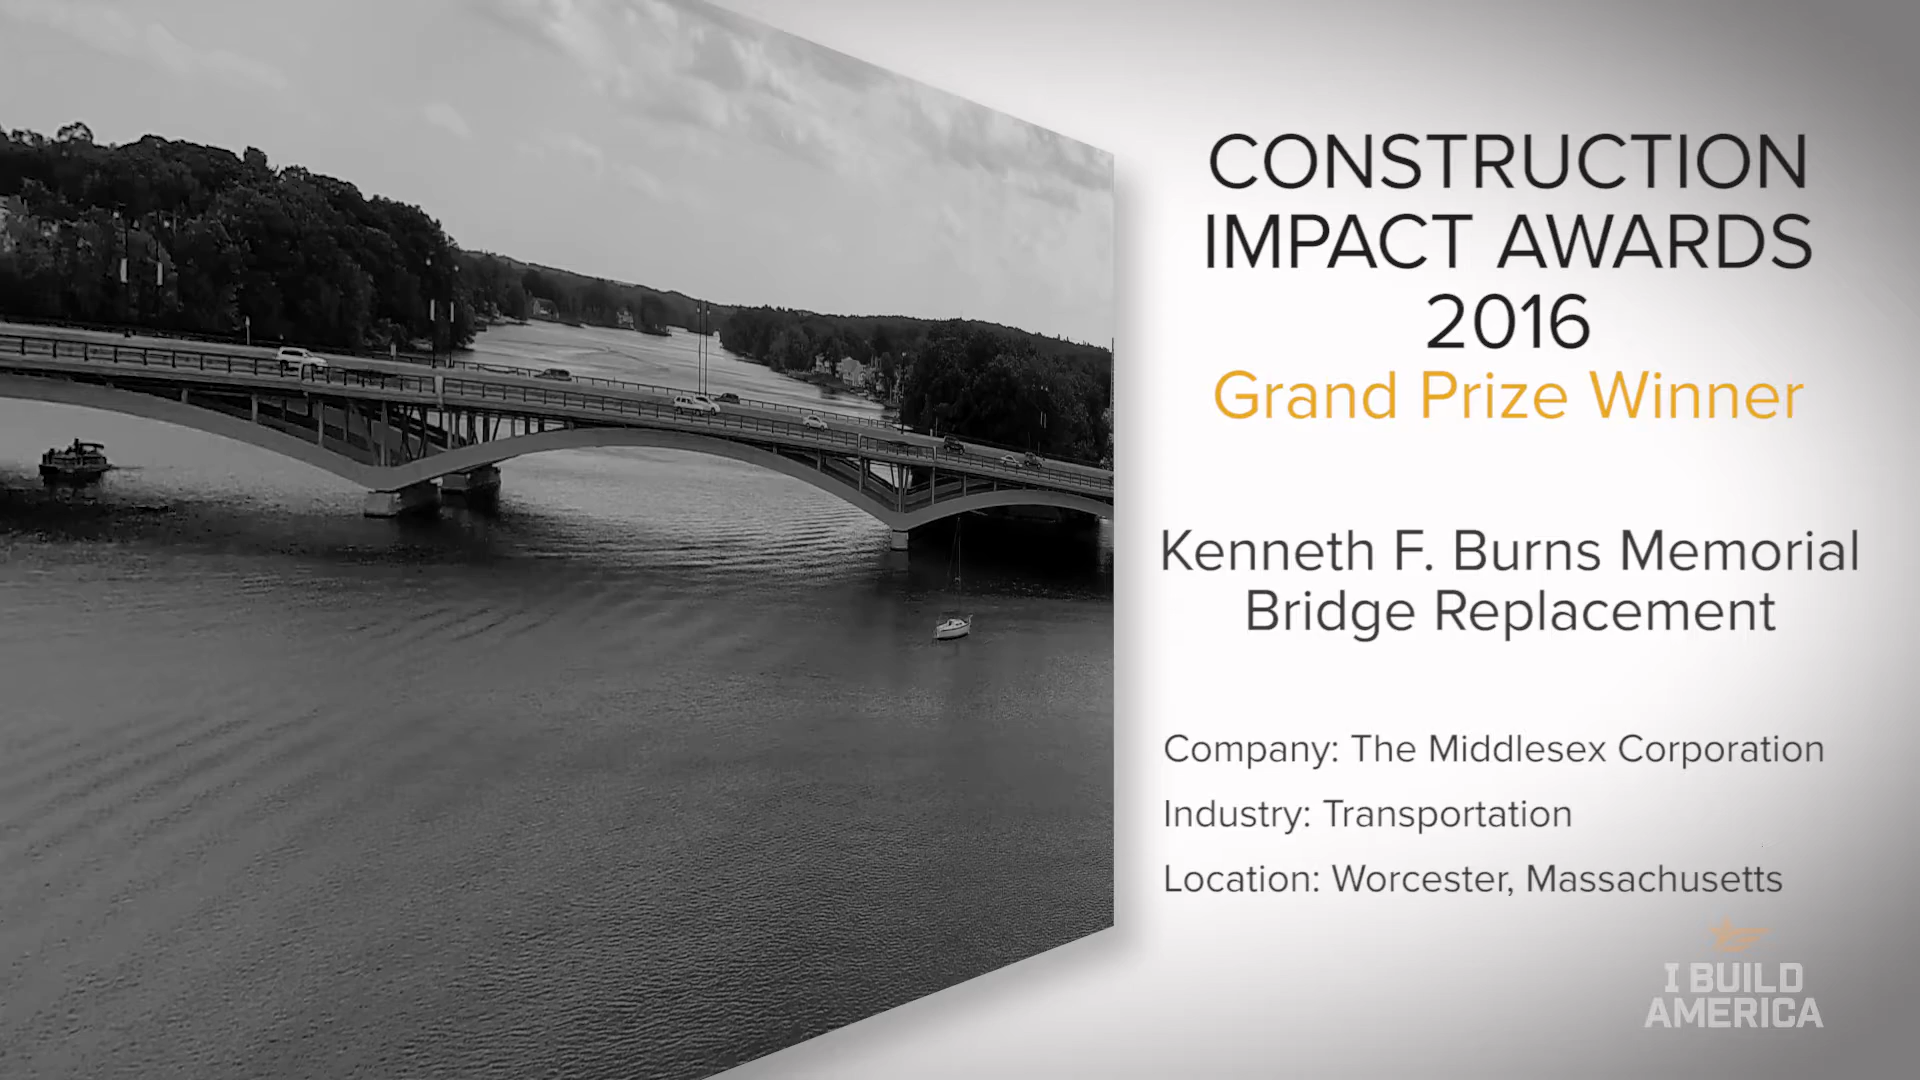 CONSTRUCTION
IMPACT AWARDS
2016
Grand Prize Winner
Kenneth F. Burns Memorial
Bridge Replacement
Company: The Middlesex Corporation
Industry: Transportation
Location: Worcester, Massachusetts
I BUILD
AMERICA